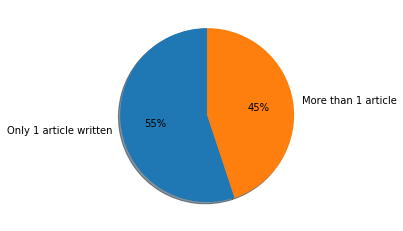 More than 1 article
45%
55%
Only 1 article written